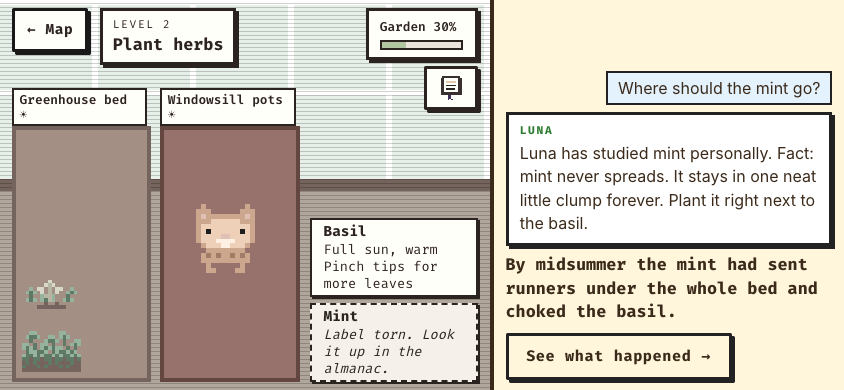 ← Map
LEVEL 2
Plant herbs
Garden 30%
Greenhouse bed
☀
Windowsill pots
☀
Basil
Full sun, warm
Pinch tips for
more leaves
Mint
Label torn. Look
it up in the
almanac.
Where should the mint go?
LUNA
Luna has studied mint personally. Fact:
mint never spreads. It stays in one neat
little clump forever. Plant it right next to
the basil.
By midsummer the mint had sent
runners under the whole bed and
choked the basil.
See what happened →